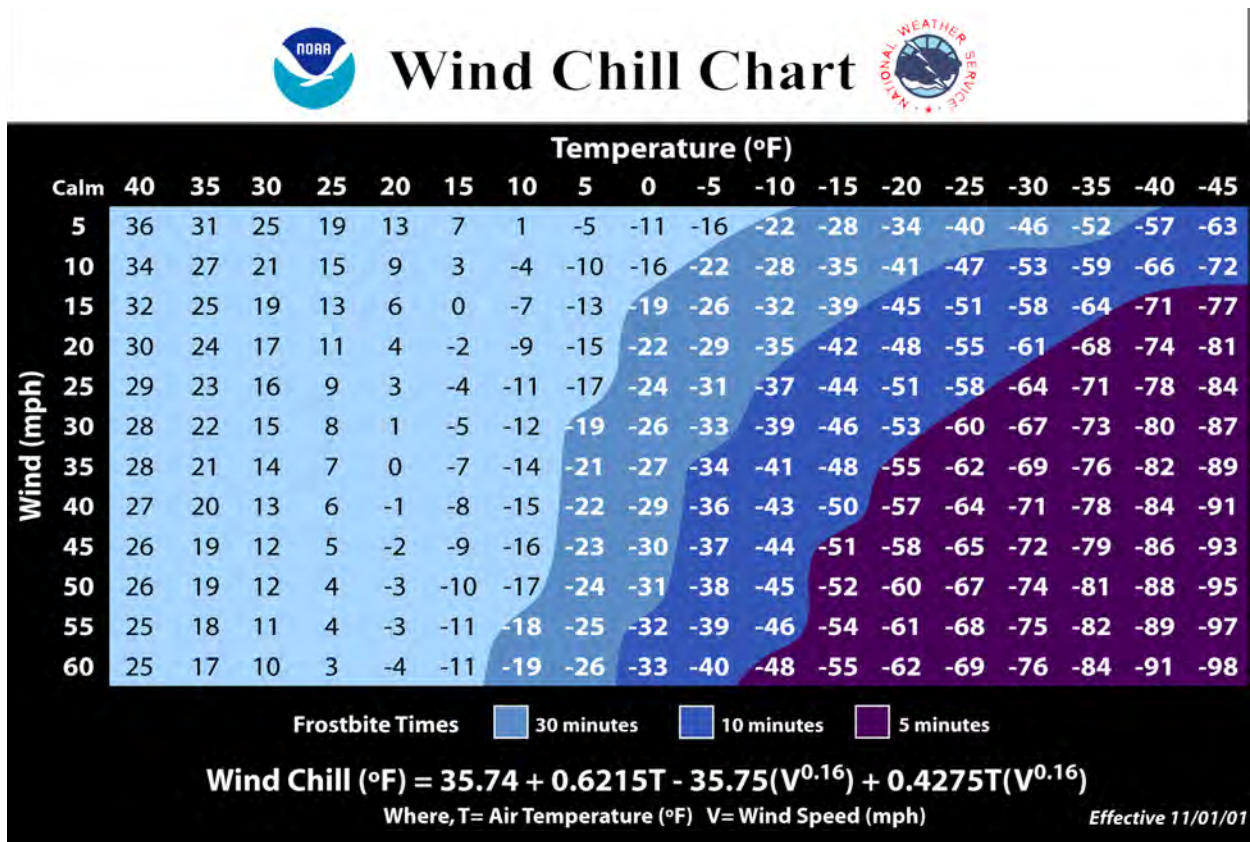 NOAA
Wind Chill Chart
NATIONAL WEATHER SERVICE
Temperature (ºF)
Calm 40 35 30 25 20 15 10 5 0 -5 -10 -15 -20 -25 -30 -35 -40 -45
5 36 31 25 19 13 7 1 -5 -11 -16 -22 -28 -34 -40 -46 -52 -57 -63
10 34 27 21 15 9 3 -4 -10 -16 -22 -28 -35 -41 -47 -53 -59 -66 -72
15 32 25 19 13 6 0 -7 -13 -19 -26 -32 -39 -45 -51 -58 -64 -71 -77
20 30 24 17 11 4 -2 -9 -15 -22 -29 -35 -42 -48 -55 -61 -68 -74 -81
Wind (mph)
25 29 23 16 9 3 -4 -11 -17 -24 -31 -37 -44 -51 -58 -64 -71 -78 -84
30 28 22 15 8 1 -5 -12 -19 -26 -33 -39 -46 -53 -60 -67 -73 -80 -87
35 28 21 14 7 0 -7 -14 -21 -27 -34 -41 -48 -55 -62 -69 -76 -82 -89
40 27 20 13 6 -1 -8 -15 -22 -29 -36 -43 -50 -57 -64 -71 -78 -84 -91
45 26 19 12 5 -2 -9 -16 -23 -30 -37 -44 -51 -58 -65 -72 -79 -86 -93
50 26 19 12 4 -3 -10 -17 -24 -31 -38 -45 -52 -60 -67 -74 -81 -88 -95
55 25 18 11 4 -3 -11 -18 -25 -32 -39 -46 -54 -61 -68 -75 -82 -89 -97
60 25 17 10 3 -4 -11 -19 -26 -33 -40 -48 -55 -62 -69 -76 -84 -91 -98
Frostbite Times 30 minutes 10 minutes 5 minutes
Wind Chill (ºF) = 35.74 + 0.6215T - 35.75(V^0.16) + 0.4275T(V^0.16)
Where, T= Air Temperature (ºF) V= Wind Speed (mph)
Effective 11/01/01